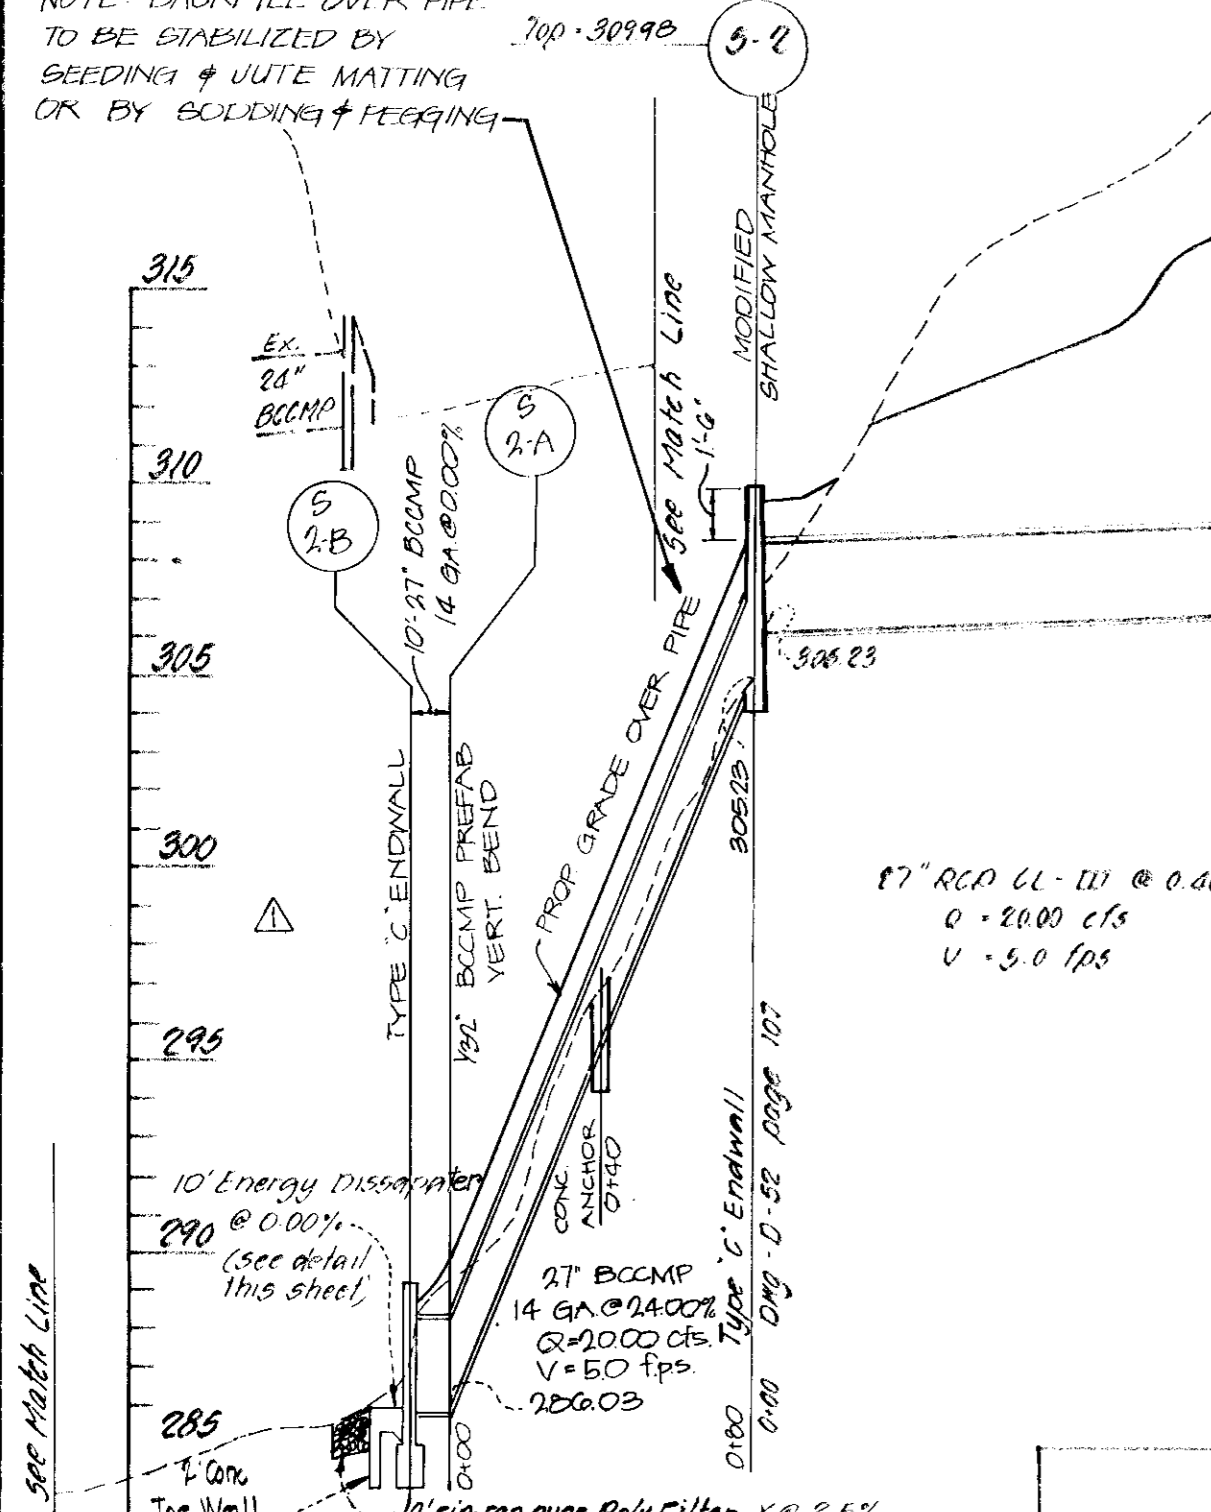 NOTE: BACKFILL OVER PIPE
TO BE STABILIZED BY
SEEDING & JUTE MATTING
OR BY SODDING & PEGGING
Top = 309.98
S-2
MODIFIED
SHALLOW MANHOLE
See Match Line
1'-6"
315
310
305
300
295
290
285
Ex.
24"
BCCMP
S
2-A
S
2-B
10'-27" BCCMP
14 GA.@0.00%
TYPE 'C' ENDWALL
BCCMP PREFAB
VERT. BEND
PROP. GRADE OVER PIPE
305.23
305.23
27" RCP CL-III @ 0.4
Q = 20.00 cfs
V = 5.0 fps
CONC.
ANCHOR
0+40
10' Energy Dissapater
@ 0.00%
(see detail
this sheet)
27" BCCMP
14 GA.@24.00%
Q=20.00 cfs.
V=5.0 f.p.s.
286.03
Type 'C' Endwall
DWG-D-52 page 107
0+80
0+00
0+00
See Match Line
2' Conc
Toe Wall
Poly Filter